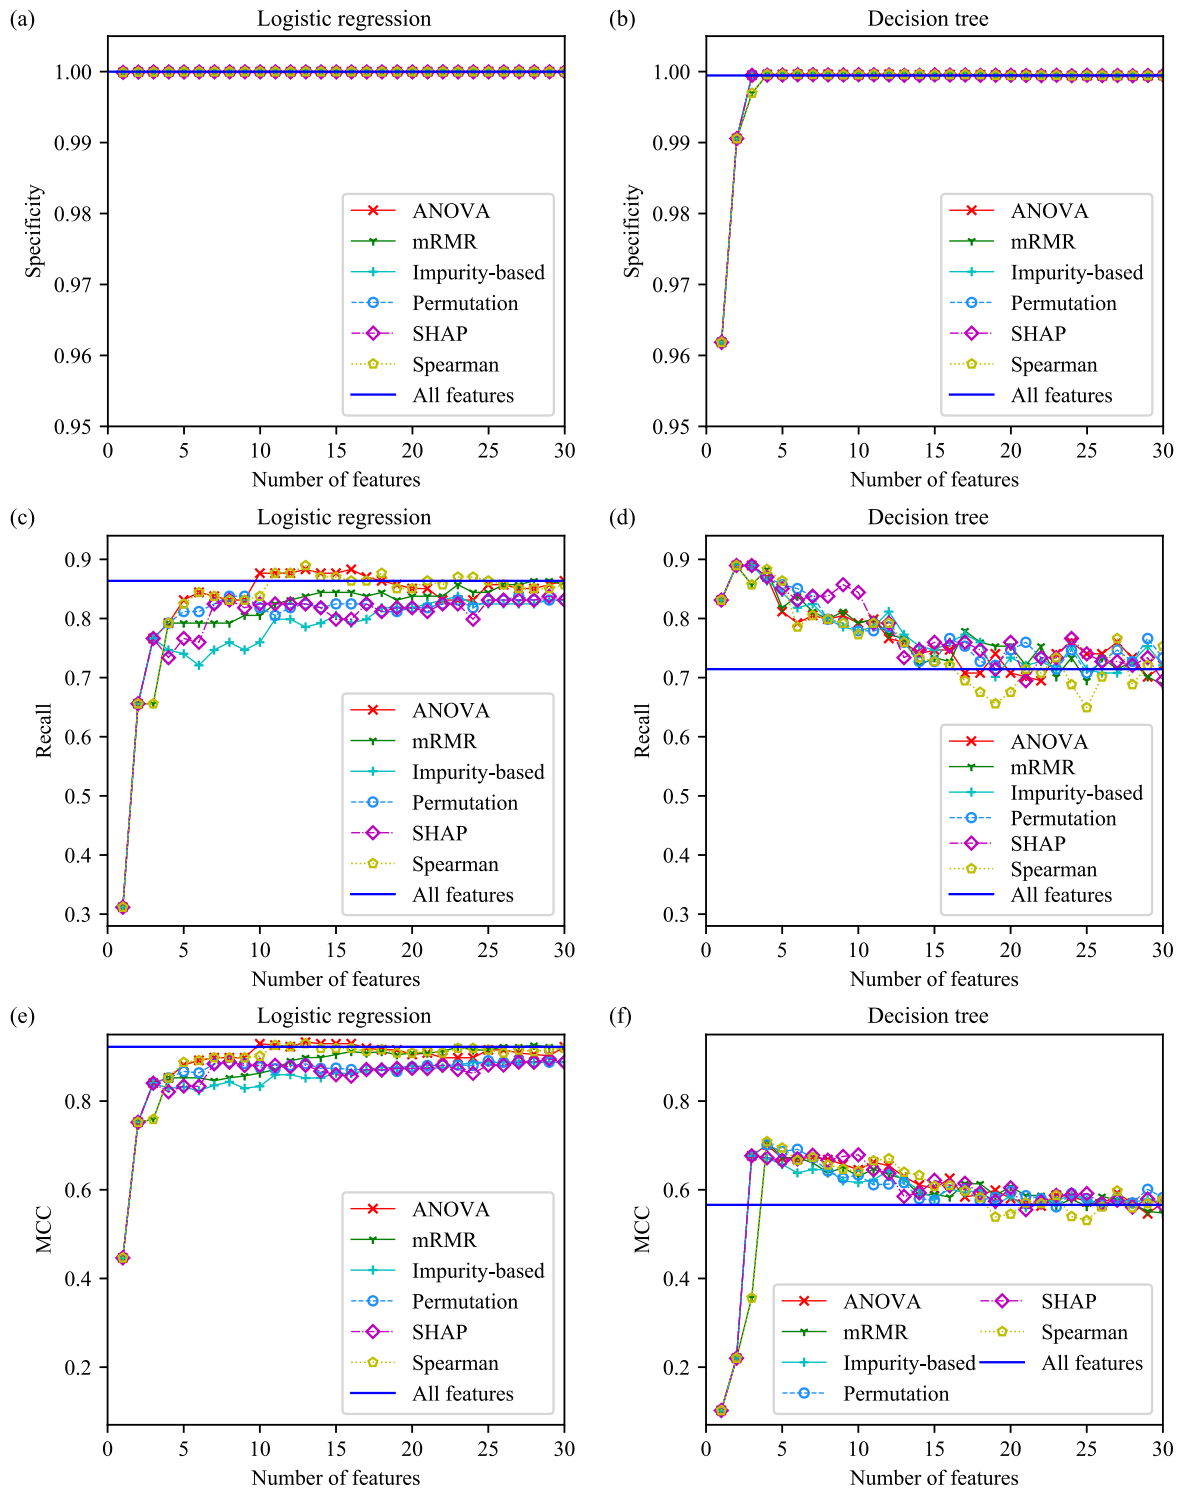 (a)
Logistic regression
1.00
0.99
0.98
0.97
0.96
0.95
Specificity
ANOVA
mRMR
Impurity-based
Permutation
SHAP
Spearman
All features
0 5 10 15 20 25 30
Number of features
(b)
Decision tree
1.00
0.99
0.98
0.97
0.96
0.95
Specificity
ANOVA
mRMR
Impurity-based
Permutation
SHAP
Spearman
All features
0 5 10 15 20 25 30
Number of features
(c)
Logistic regression
0.9
0.8
0.7
0.6
0.5
0.4
0.3
Recall
ANOVA
mRMR
Impurity-based
Permutation
SHAP
Spearman
All features
0 5 10 15 20 25 30
Number of features
(d)
Decision tree
0.9
0.8
0.7
0.6
0.5
0.4
0.3
Recall
ANOVA
mRMR
Impurity-based
Permutation
SHAP
Spearman
All features
0 5 10 15 20 25 30
Number of features
(e)
Logistic regression
0.8
0.6
0.4
0.2
MCC
ANOVA
mRMR
Impurity-based
Permutation
SHAP
Spearman
All features
0 5 10 15 20 25 30
Number of features
(f)
Decision tree
0.8
0.6
0.4
0.2
MCC
ANOVA
mRMR
Impurity-based
Permutation
SHAP
Spearman
All features
0 5 10 15 20 25 30
Number of features